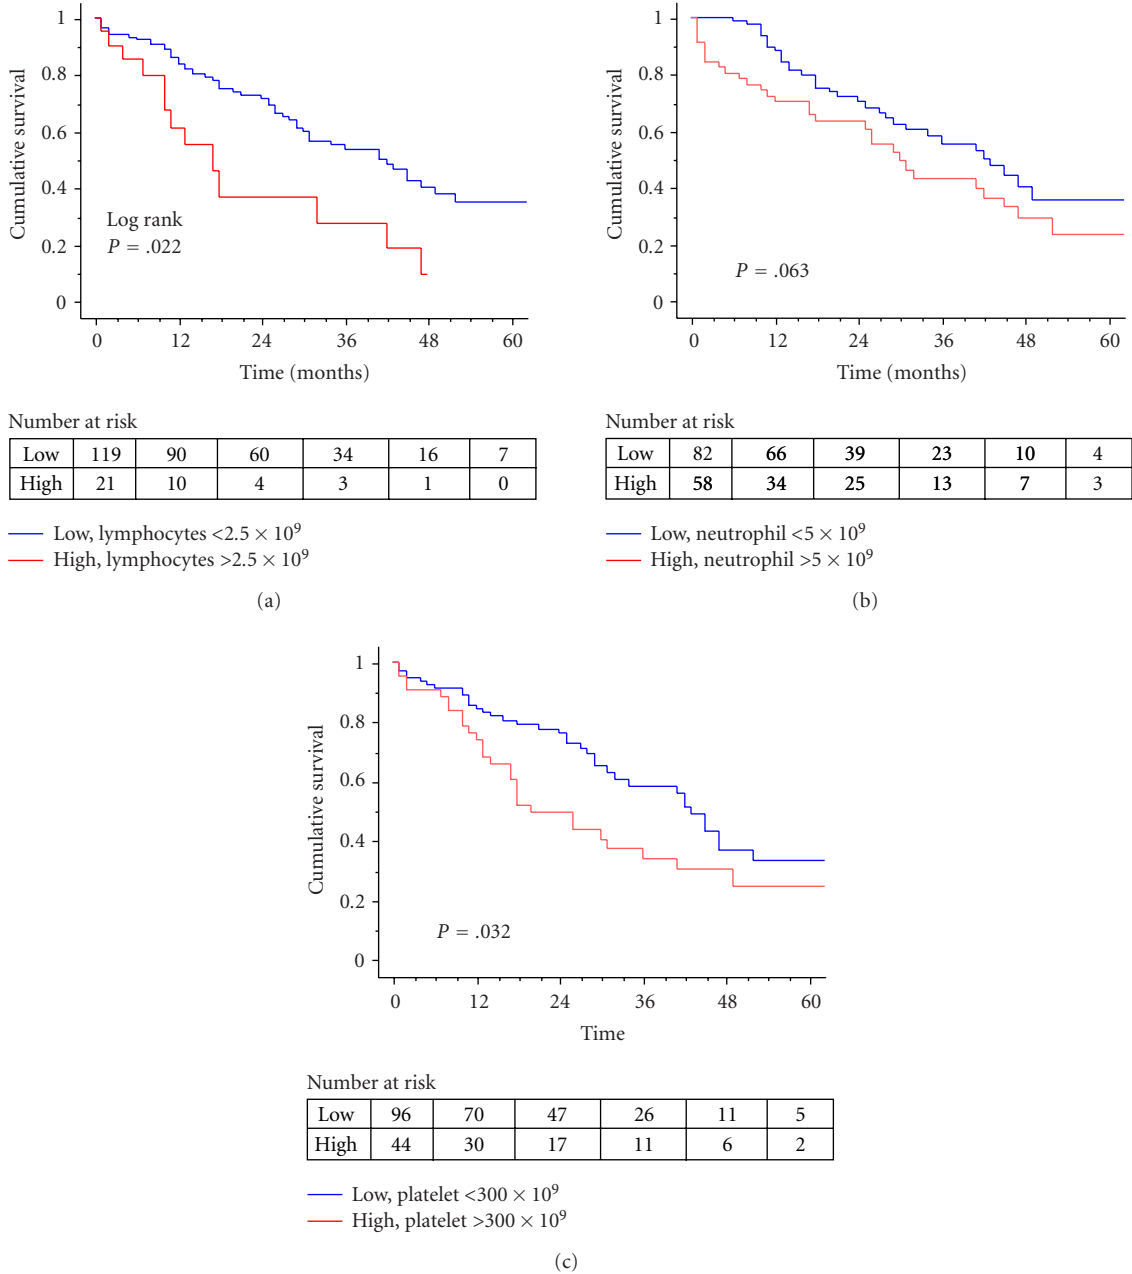 1
0.8
0.6
0.4
0.2
0
Cumulative survival
Log rank
P = .022
0 12 24 36 48 60
Time (months)
Number at risk
Low 119 90 60 34 16 7
High 21 10 4 3 1 0
Low, lymphocytes <2.5 × 10⁹
High, lymphocytes >2.5 × 10⁹
(a)
1
0.8
0.6
0.4
0.2
0
Cumulative survival
P = .063
0 12 24 36 48 60
Time (months)
Number at risk
Low 82 66 39 23 10 4
High 58 34 25 13 7 3
Low, neutrophil <5 × 10⁹
High, neutrophil >5 × 10⁹
(b)
1
0.8
0.6
0.4
0.2
0
Cumulative survival
P = .032
0 12 24 36 48 60
Time
Number at risk
Low 96 70 47 26 11 5
High 44 30 17 11 6 2
Low, platelet <300 × 10⁹
High, platelet >300 × 10⁹
(c)